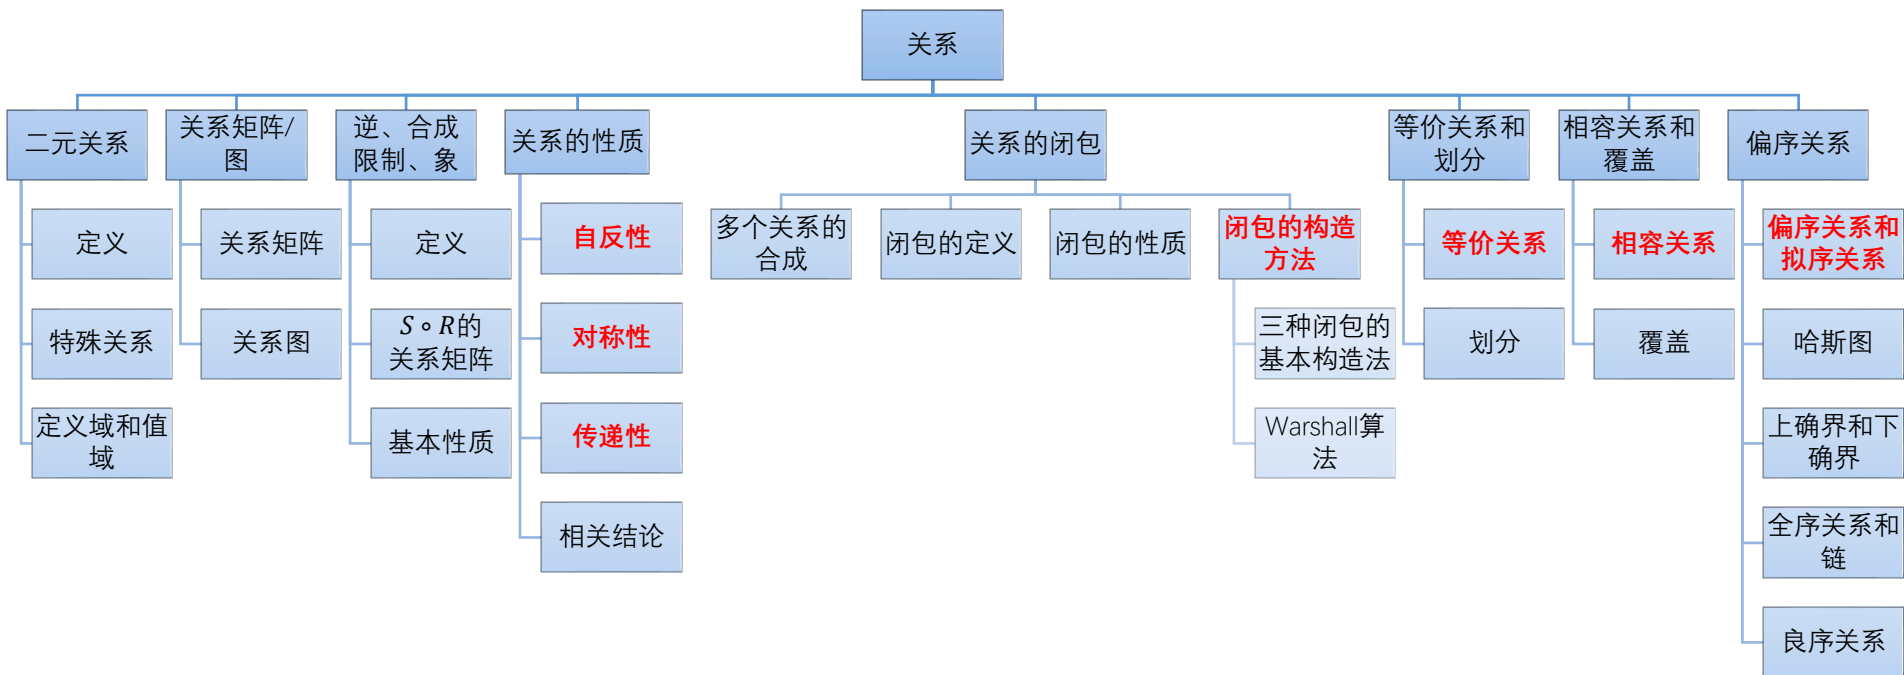 关系
二元关系
关系矩阵/
图
逆、合成
限制、象
关系的性质
关系的闭包
等价关系和
划分
相容关系和
覆盖
偏序关系
定义
特殊关系
定义域和值
域
关系矩阵
关系图
定义
S∘R的
关系矩阵
基本性质
自反性
对称性
传递性
相关结论
多个关系的
合成
闭包的定义
闭包的性质
闭包的构造
方法
三种闭包的
基本构造法
Warshall算
法
等价关系
划分
相容关系
覆盖
偏序关系和
拟序关系
哈斯图
上确界和下
确界
全序关系和
链
良序关系